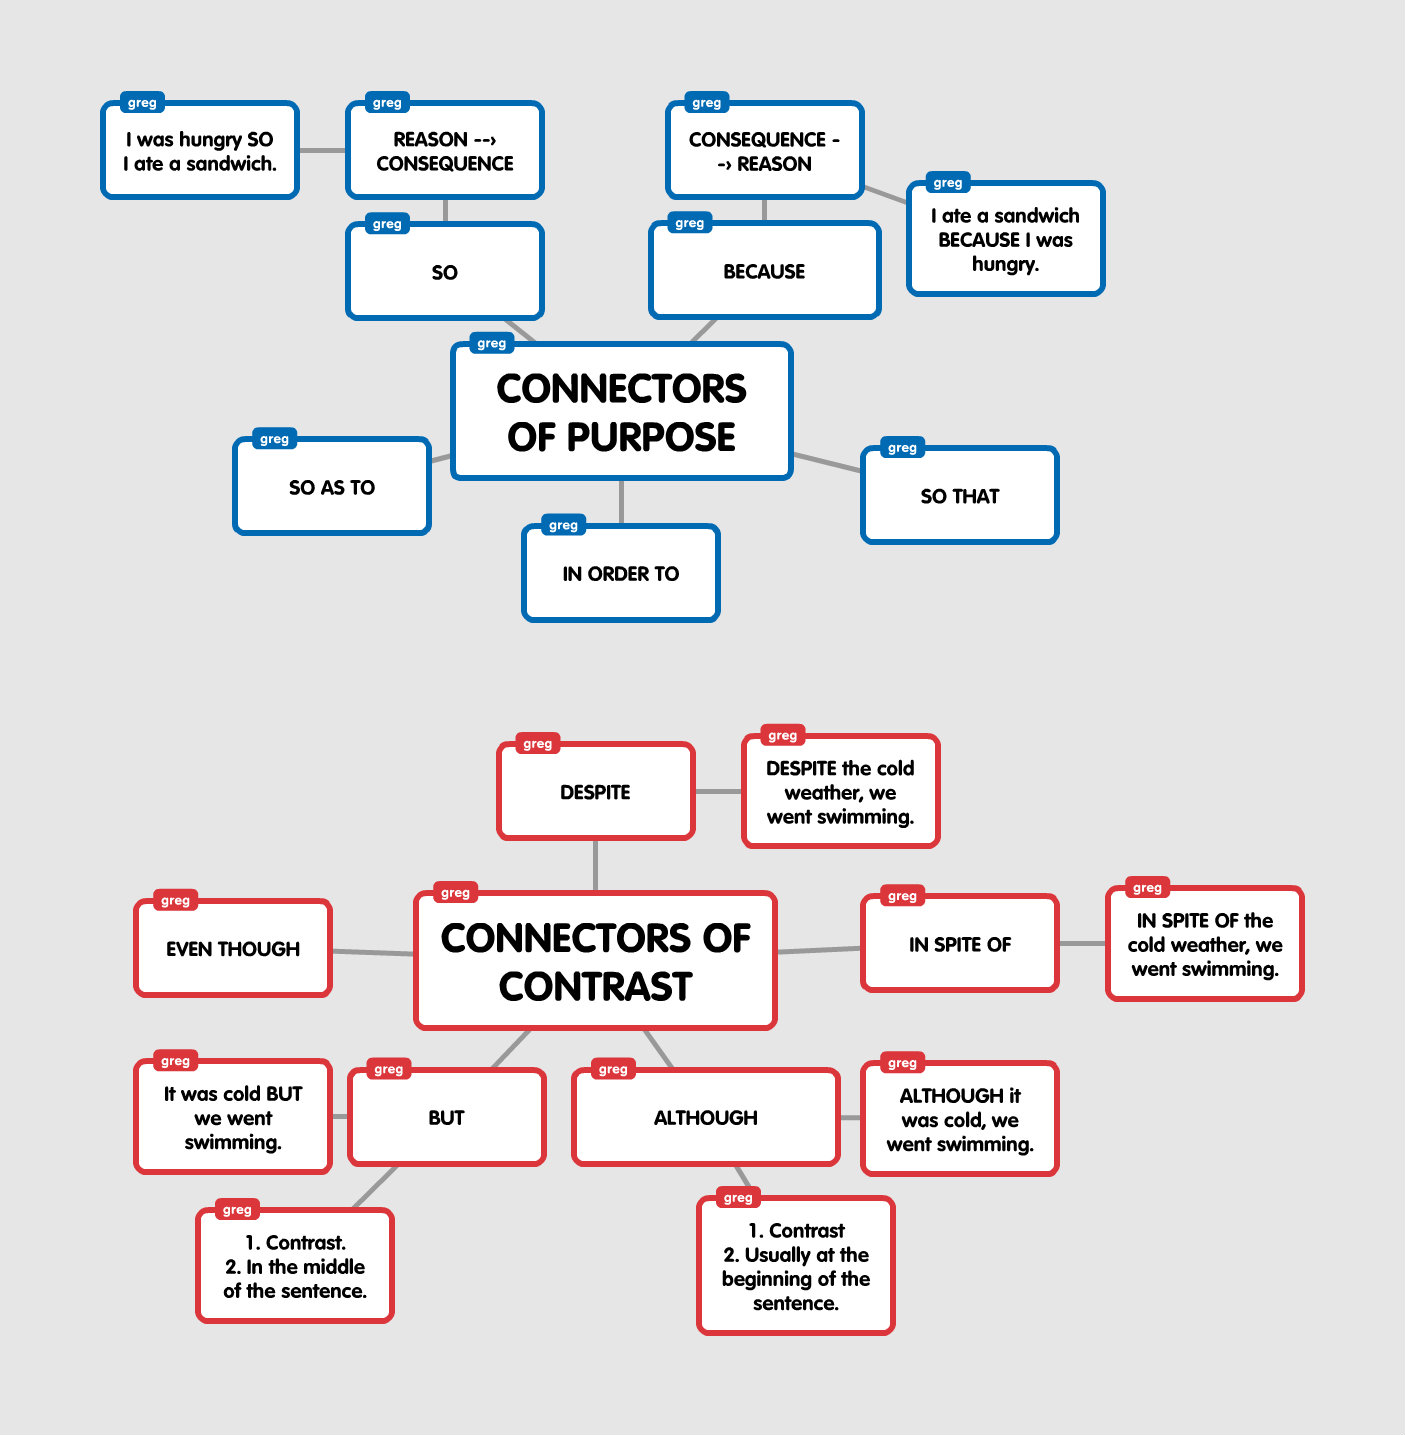 greg
I was hungry SO
I ate a sandwich.
greg
REASON -->
CONSEQUENCE
greg
CONSEQUENCE -
-> REASON
greg
I ate a sandwich
BECAUSE I was
hungry.
greg
SO
greg
BECAUSE
greg
CONNECTORS
OF PURPOSE
greg
SO AS TO
greg
SO THAT
greg
IN ORDER TO
greg
DESPITE
greg
DESPITE the cold
weather, we
went swimming.
greg
EVEN THOUGH
greg
CONNECTORS OF
CONTRAST
greg
IN SPITE OF
greg
IN SPITE OF the
cold weather, we
went swimming.
greg
It was cold BUT
we went
swimming.
greg
BUT
greg
ALTHOUGH
greg
ALTHOUGH it
was cold, we
went swimming.
greg
1. Contrast.
2. In the middle
of the sentence.
greg
1. Contrast
2. Usually at the
beginning of the
sentence.